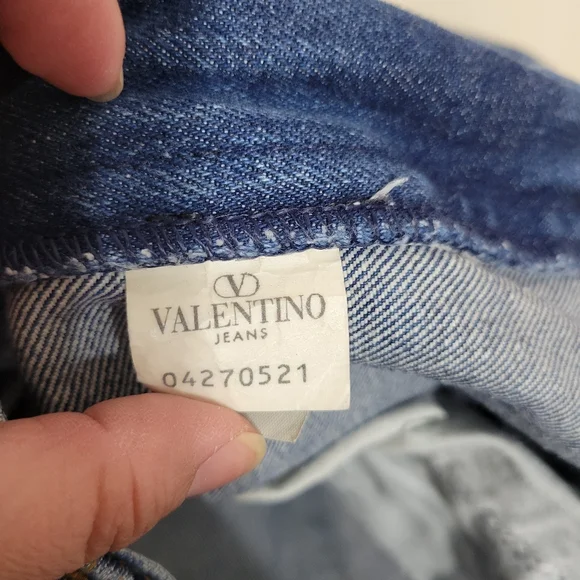 V
VALENTINO
JEANS
04270521